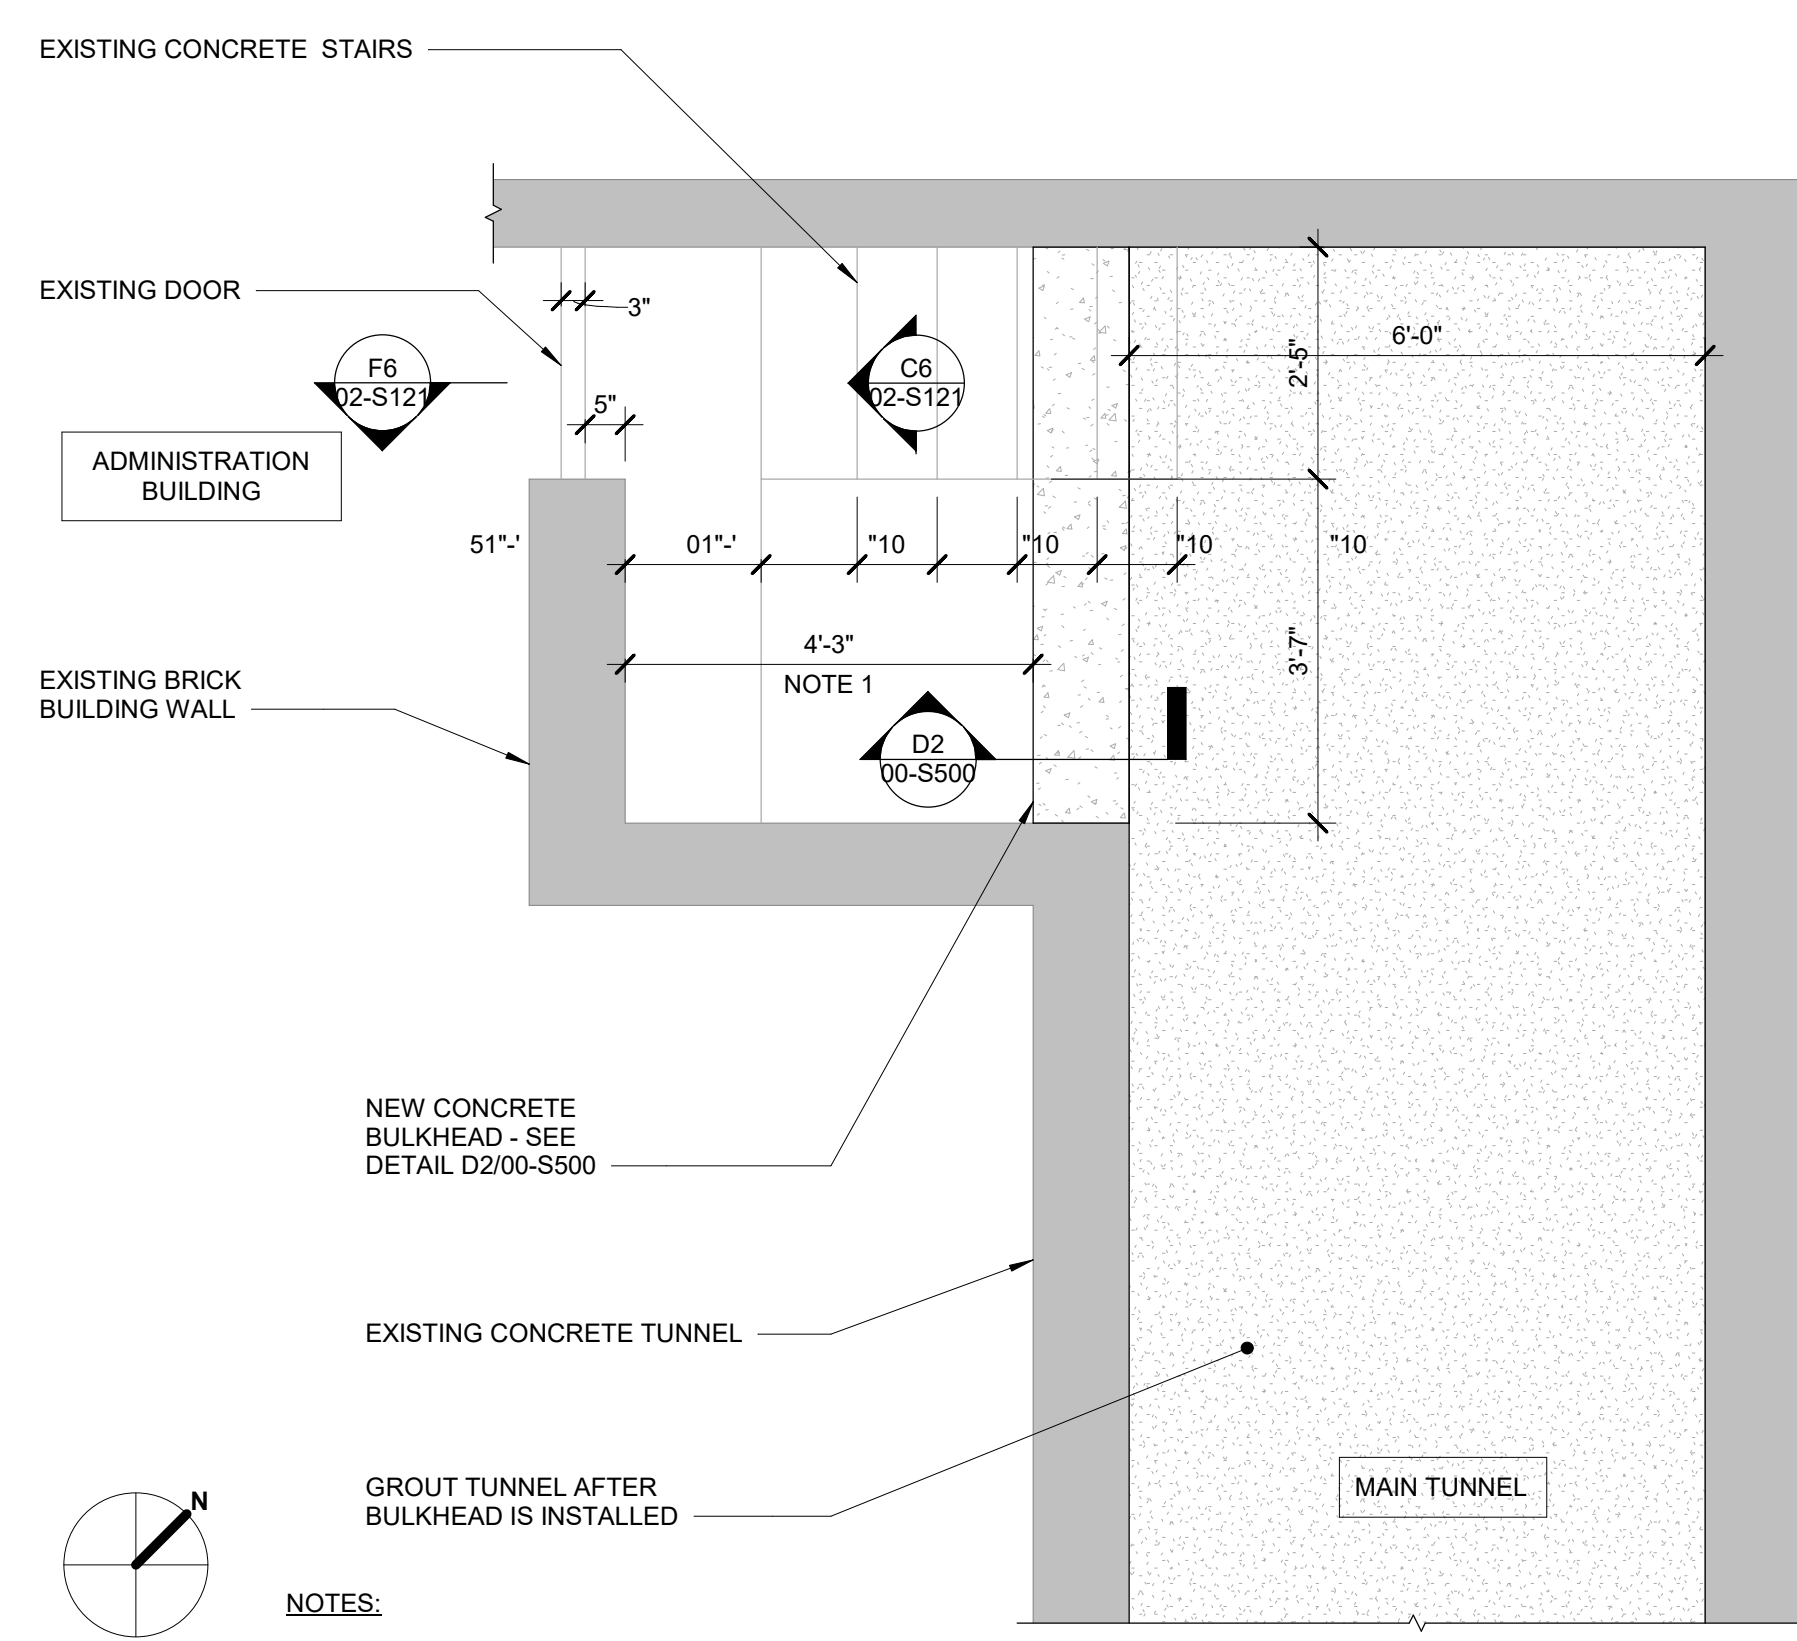 EXISTING CONCRETE  STAIRS
EXISTING DOOR
3"
6'-0"
2'-5"
F6
02-S121
C6
02-S121
5"
ADMINISTRATION
BUILDING
51"-'
01"-'
"10
"10
"10
"10
4'-3"
NOTE 1
3'-7"
EXISTING BRICK
BUILDING WALL
D2
00-S500
NEW CONCRETE
BULKHEAD - SEE
DETAIL D2/00-S500
EXISTING CONCRETE TUNNEL
GROUT TUNNEL AFTER
BULKHEAD IS INSTALLED
MAIN TUNNEL
N
NOTES: